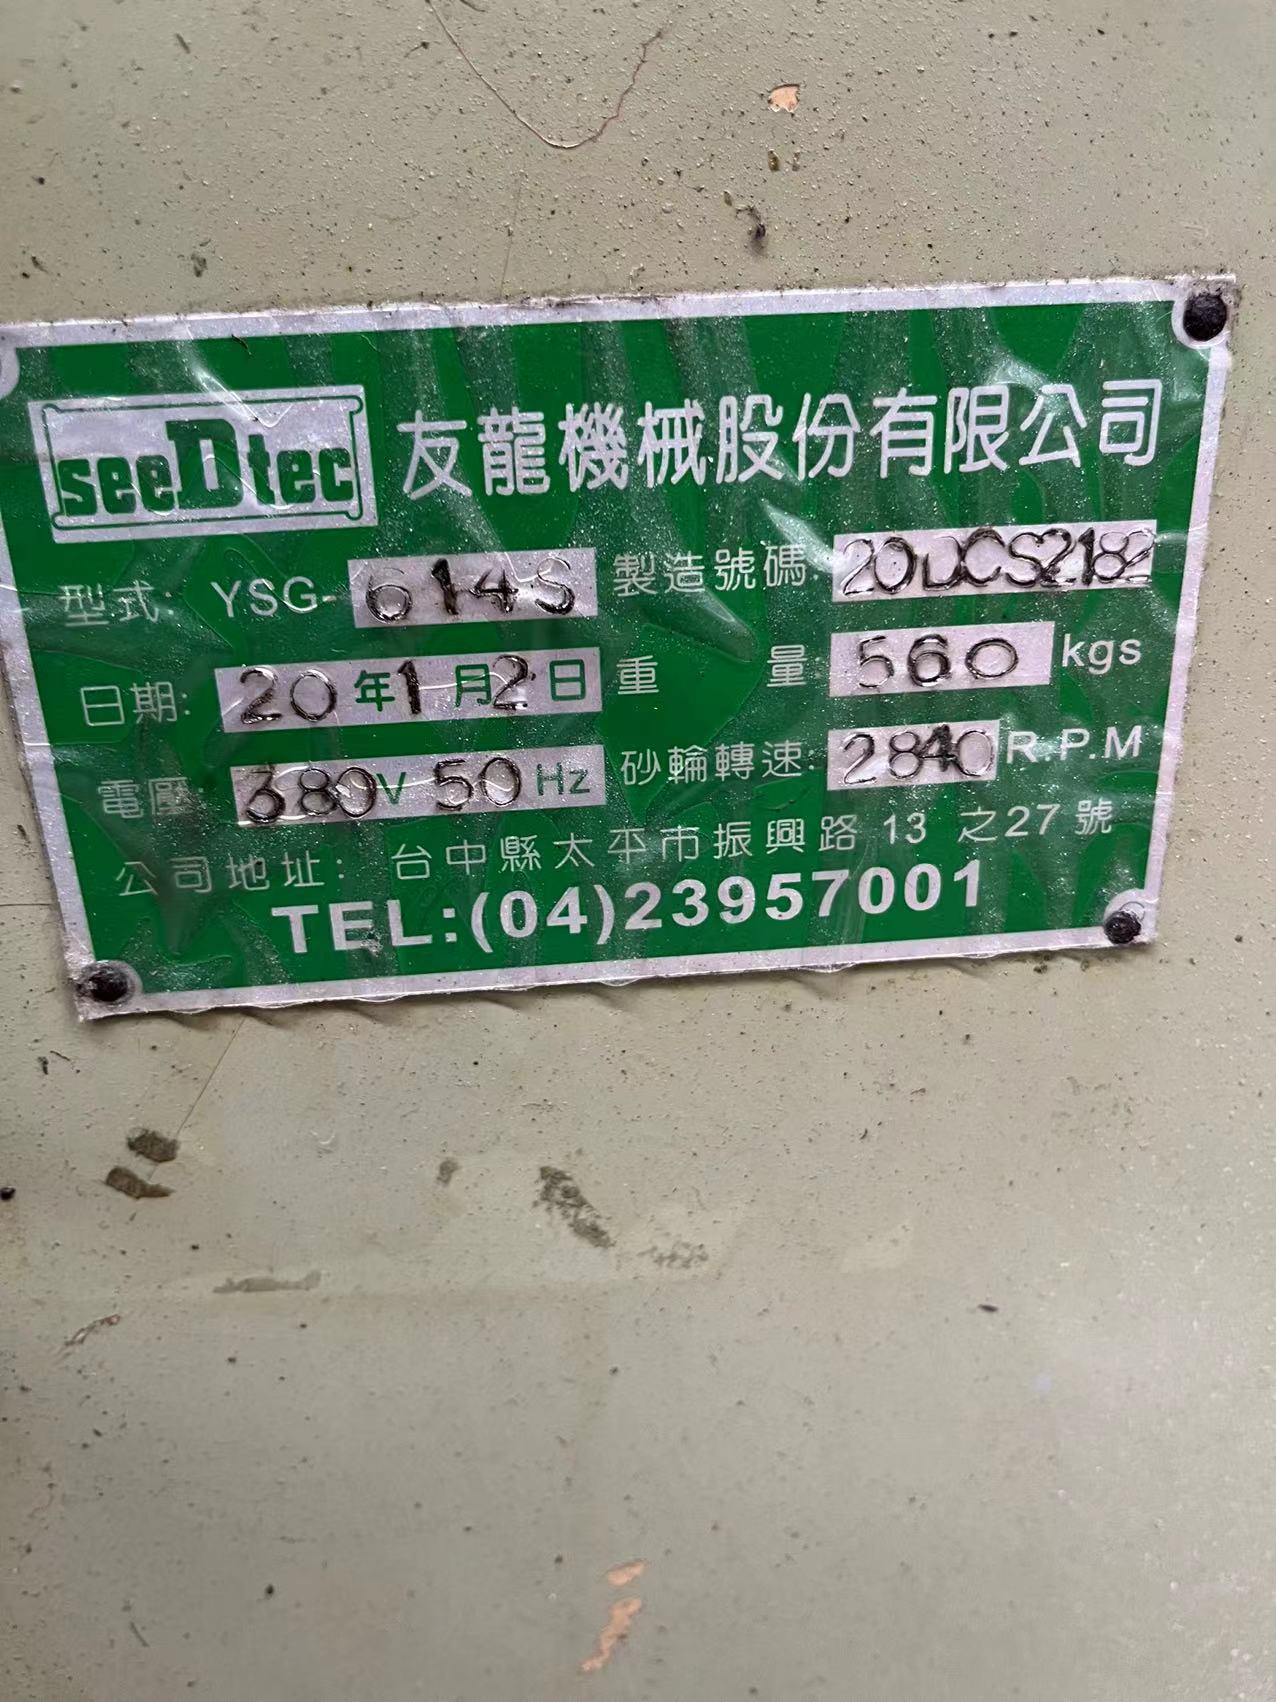 seeDtec 友龍機械股份有限公司
型式: YSG-614S 製造號碼: 20DCS2182
日期: 20年1月2日 重量 560 kgs
電壓: 380V 50Hz 砂輪轉速: 2840 R.P.M
公司地址: 台中縣太平市振興路 13 之27號
TEL:(04)23957001